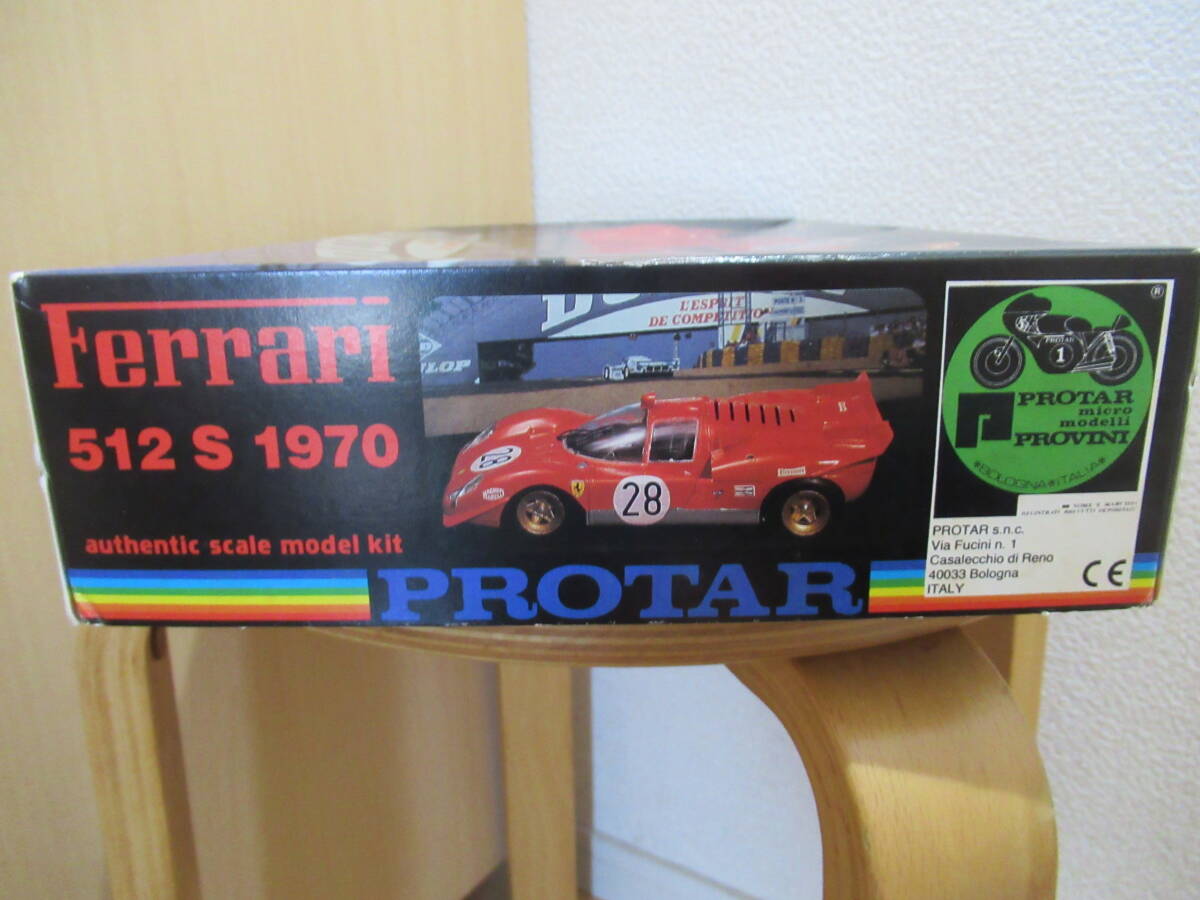 Ferrari
512 S 1970
authentic scale model kit
L'ESPRIT
DE COMPETITION
28
28
PROTAR
®
PROTAR
1
PROTAR
micro
modelli
PROVINI
*BOLOGNA*ITALIA*
PROTAR s.n.c.
Via Fucini n. 1
Casalecchio di Reno
40033 Bologna
ITALY
CE